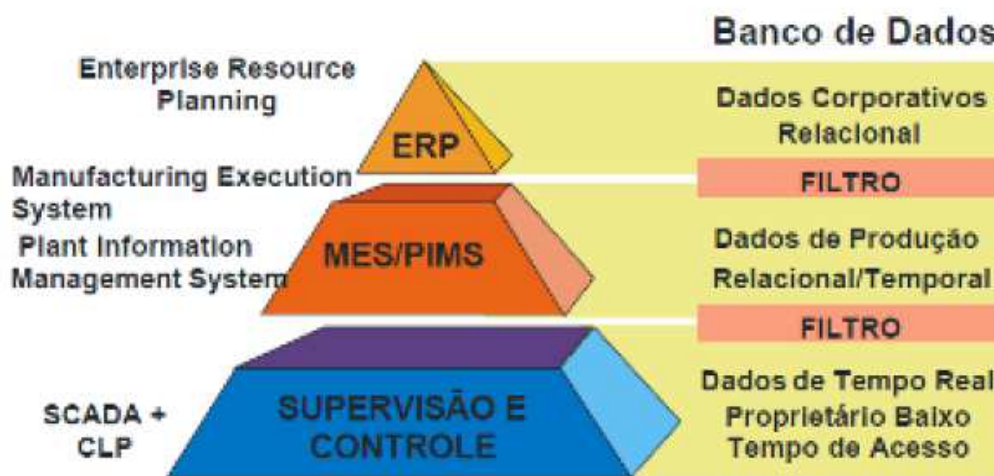 Banco de Dados
Enterprise Resource
Planning
ERP
Dados Corporativos
Relacional
FILTRO
Manufacturing Execution
System
Plant Information
Management System
MES/PIMS
Dados de Produção
Relacional/Temporal
FILTRO
SCADA +
CLP
SUPERVISÃO E
CONTROLE
Dados de Tempo Real
Proprietário Baixo
Tempo de Acesso